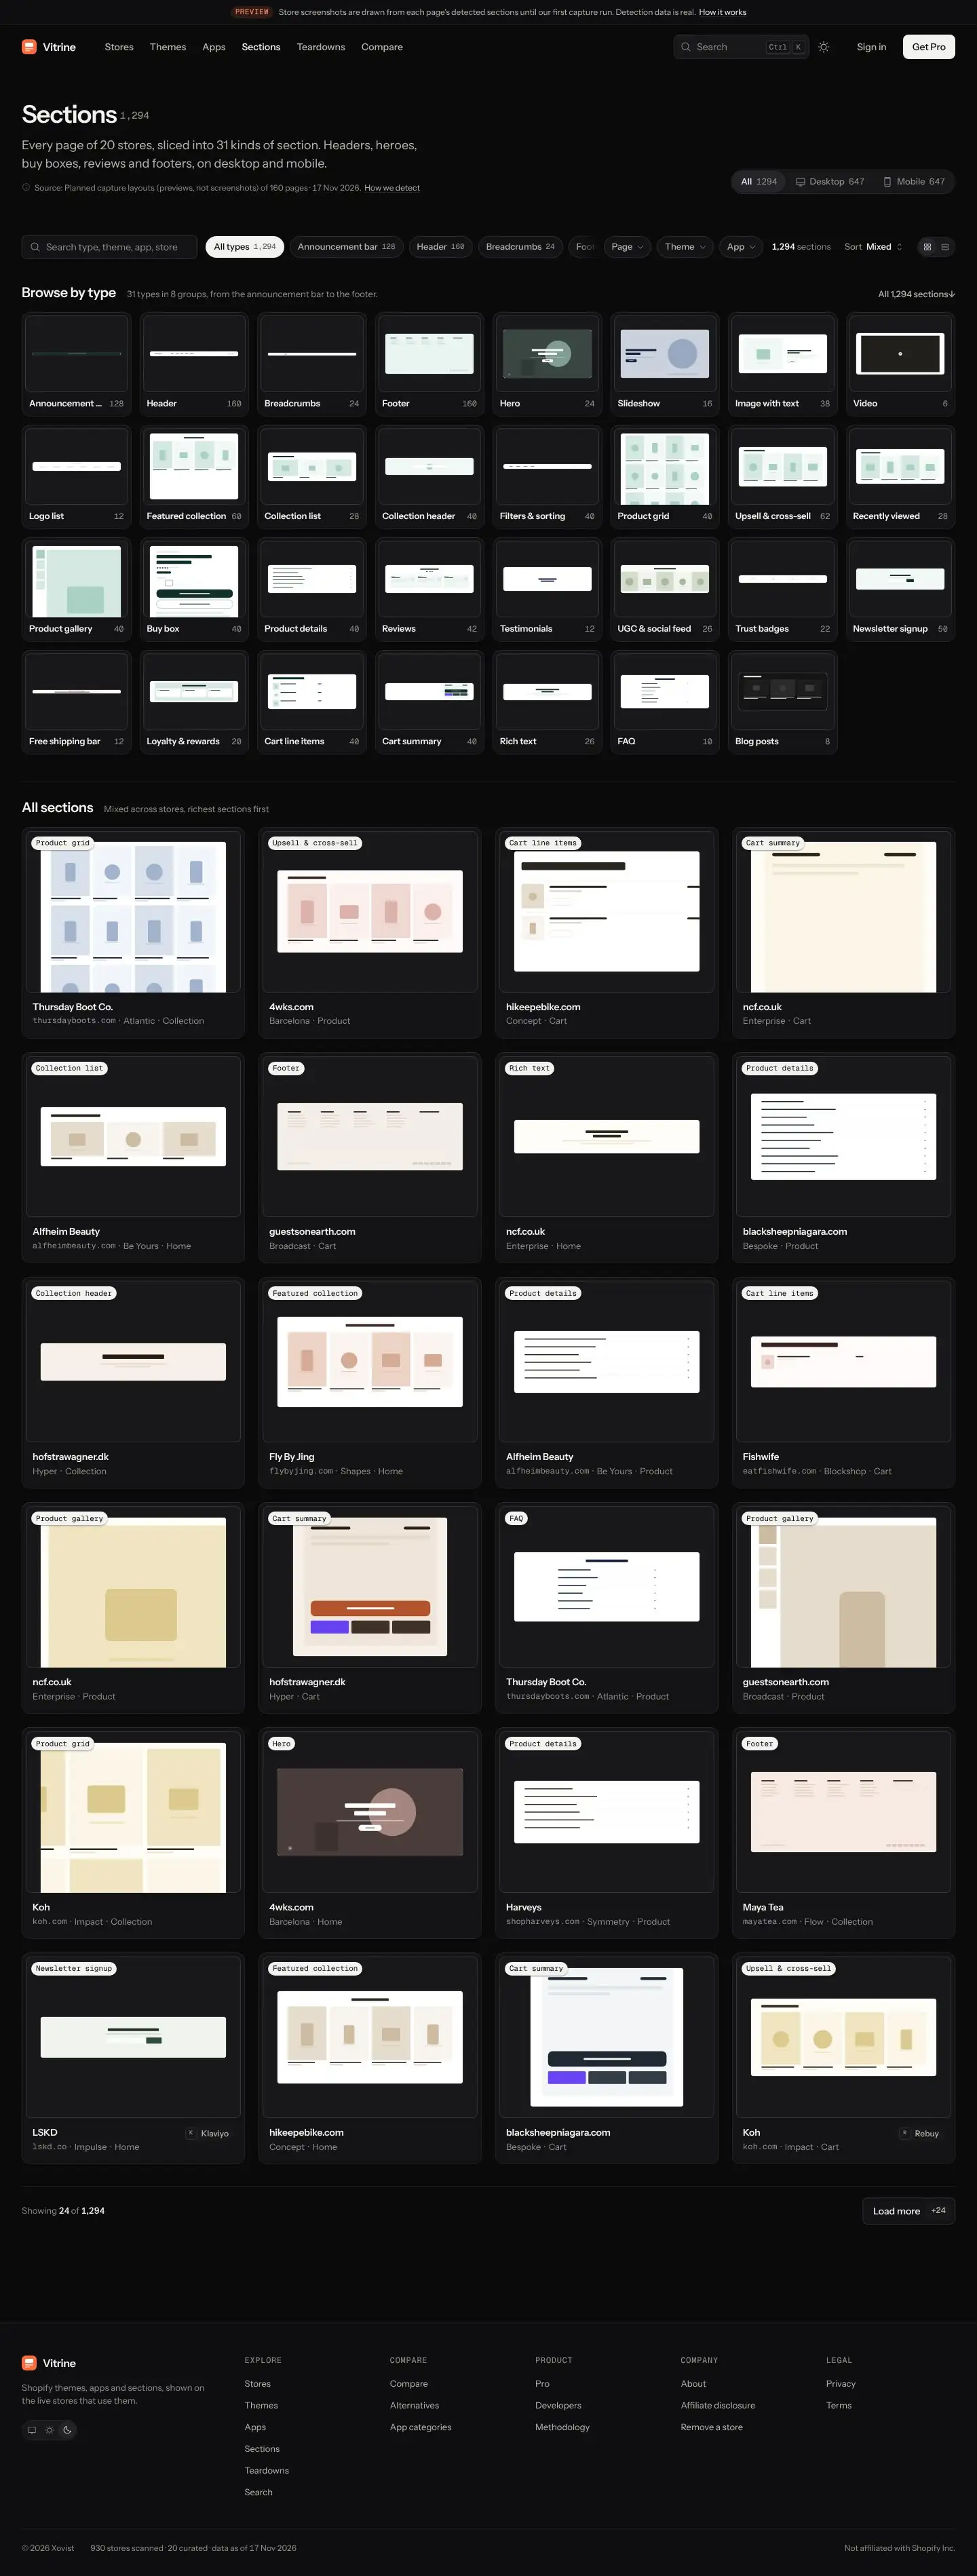 PREVIEW Store screenshots are drawn from each page's detected sections until our first capture run. Detection data is real. How it works
Vitrine Stores Themes Apps Sections Teardowns Compare Search Ctrl K Sign in Get Pro
Sections 1,294
Every page of 20 stores, sliced into 31 kinds of section. Headers, heroes,
buy boxes, reviews and footers, on desktop and mobile.
Source: Planned capture layouts (previews, not screenshots) of 160 pages · 17 Nov 2026. How we detect
All 1294 Desktop 647 Mobile 647
Search type, theme, app, store All types 1,294 Announcement bar 128 Header 160 Breadcrumbs 24 Foot Page Theme App 1,294 sections Sort Mixed
Browse by type 31 types in 8 groups, from the announcement bar to the footer. All 1,294 sections↓
Announcement ... 128 Header 160 Breadcrumbs 24 Footer 160 Hero 24 Slideshow 16 Image with text 38 Video 6
Logo list 12 Featured collection 60 Collection list 28 Collection header 40 Filters & sorting 40 Product grid 40 Upsell & cross-sell 62 Recently viewed 28
Product gallery 40 Buy box 40 Product details 40 Reviews 42 Testimonials 12 UGC & social feed 26 Trust badges 22 Newsletter signup 50
Free shipping bar 12 Loyalty & rewards 20 Cart line items 40 Cart summary 40 Rich text 26 FAQ 10 Blog posts 8
All sections Mixed across stores, richest sections first
Product grid Upsell & cross-sell Cart line items Cart summary
Thursday Boot Co. 4wks.com hikeepebike.com ncf.co.uk
thursdayboots.com · Atlantic · Collection Barcelona · Product Concept · Cart Enterprise · Cart
Collection list Footer Rich text Product details
Alfheim Beauty guestsonearth.com ncf.co.uk blacksheepniagara.com
alfheimbeauty.com · Be Yours · Home Broadcast · Cart Enterprise · Home Bespoke · Product
Collection header Featured collection Product details Cart line items
hofstrawagner.dk Fly By Jing Alfheim Beauty Fishwife
Hyper · Collection flybyjing.com · Shapes · Home alfheimbeauty.com · Be Yours · Product eatfishwife.com · Blockshop · Cart
Product gallery Cart summary FAQ Product gallery
ncf.co.uk hofstrawagner.dk Thursday Boot Co. guestsonearth.com
Enterprise · Product Hyper · Cart thursdayboots.com · Atlantic · Product Broadcast · Product
Product grid Hero Product details Footer
Koh 4wks.com Harveys Maya Tea
koh.com · Impact · Collection Barcelona · Home shopharveys.com · Symmetry · Product mayatea.com · Flow · Collection
Newsletter signup Featured collection Cart summary Upsell & cross-sell
LSKD K Klaviyo hikeepebike.com blacksheepniagara.com Koh R Rebuy
lskd.co · Impulse · Home Concept · Home Bespoke · Cart koh.com · Impact · Cart
Showing 24 of 1,294 Load more +24
Vitrine EXPLORE COMPARE PRODUCT COMPANY LEGAL
Shopify themes, apps and sections, shown on
the live stores that use them.
Stores Compare Pro About Privacy
Themes Alternatives Developers Affiliate disclosure Terms
Apps App categories Methodology Remove a store
Sections
Teardowns
Search
© 2026 Xovist 930 stores scanned · 20 curated · data as of 17 Nov 2026 Not affiliated with Shopify Inc.